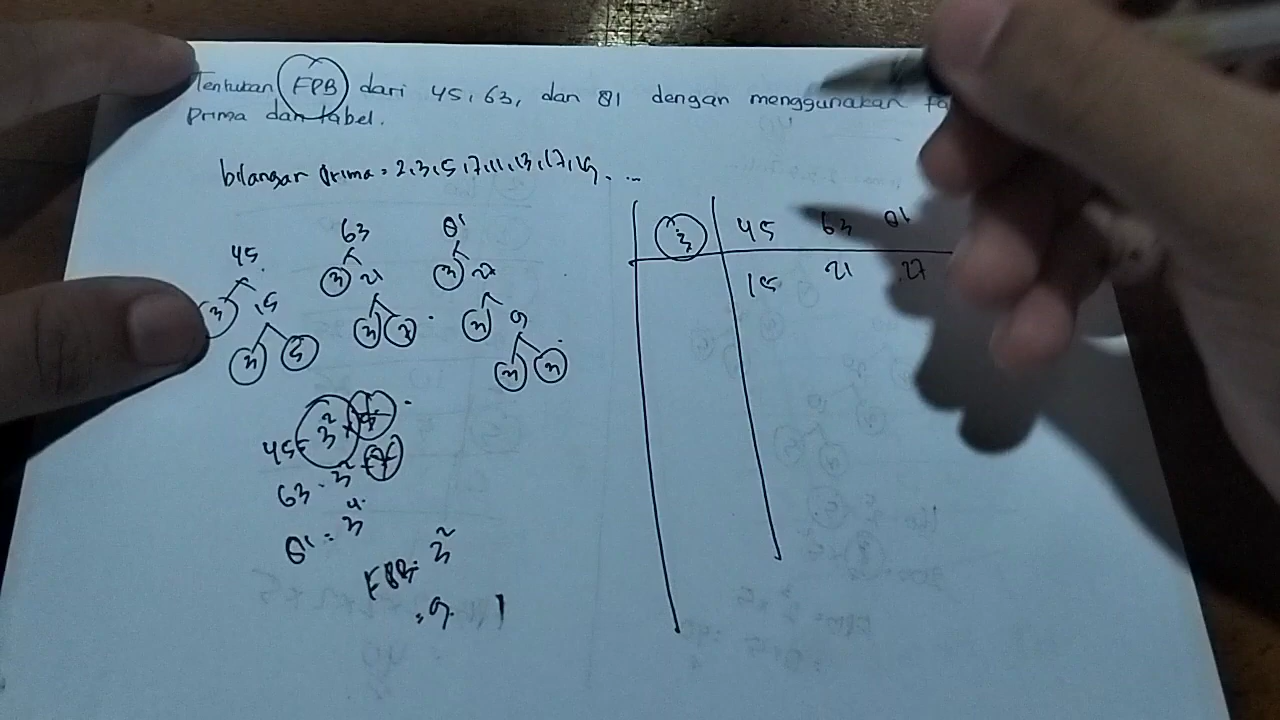 Tentukan FPB dari 45, 63, dan 81 dengan menggunakan fa
prima dan tabel.
bilangan prima = 2,3,5,7,11,13,17,19, ...
45
3 15
3 5
63
3 21
3 7
81
3 27
3 9
3 3
45 = 3² × 5
63 = 3² × 7
81 = 3⁴
FPB = 3²
= 9
3 45 63 81
15 21 27